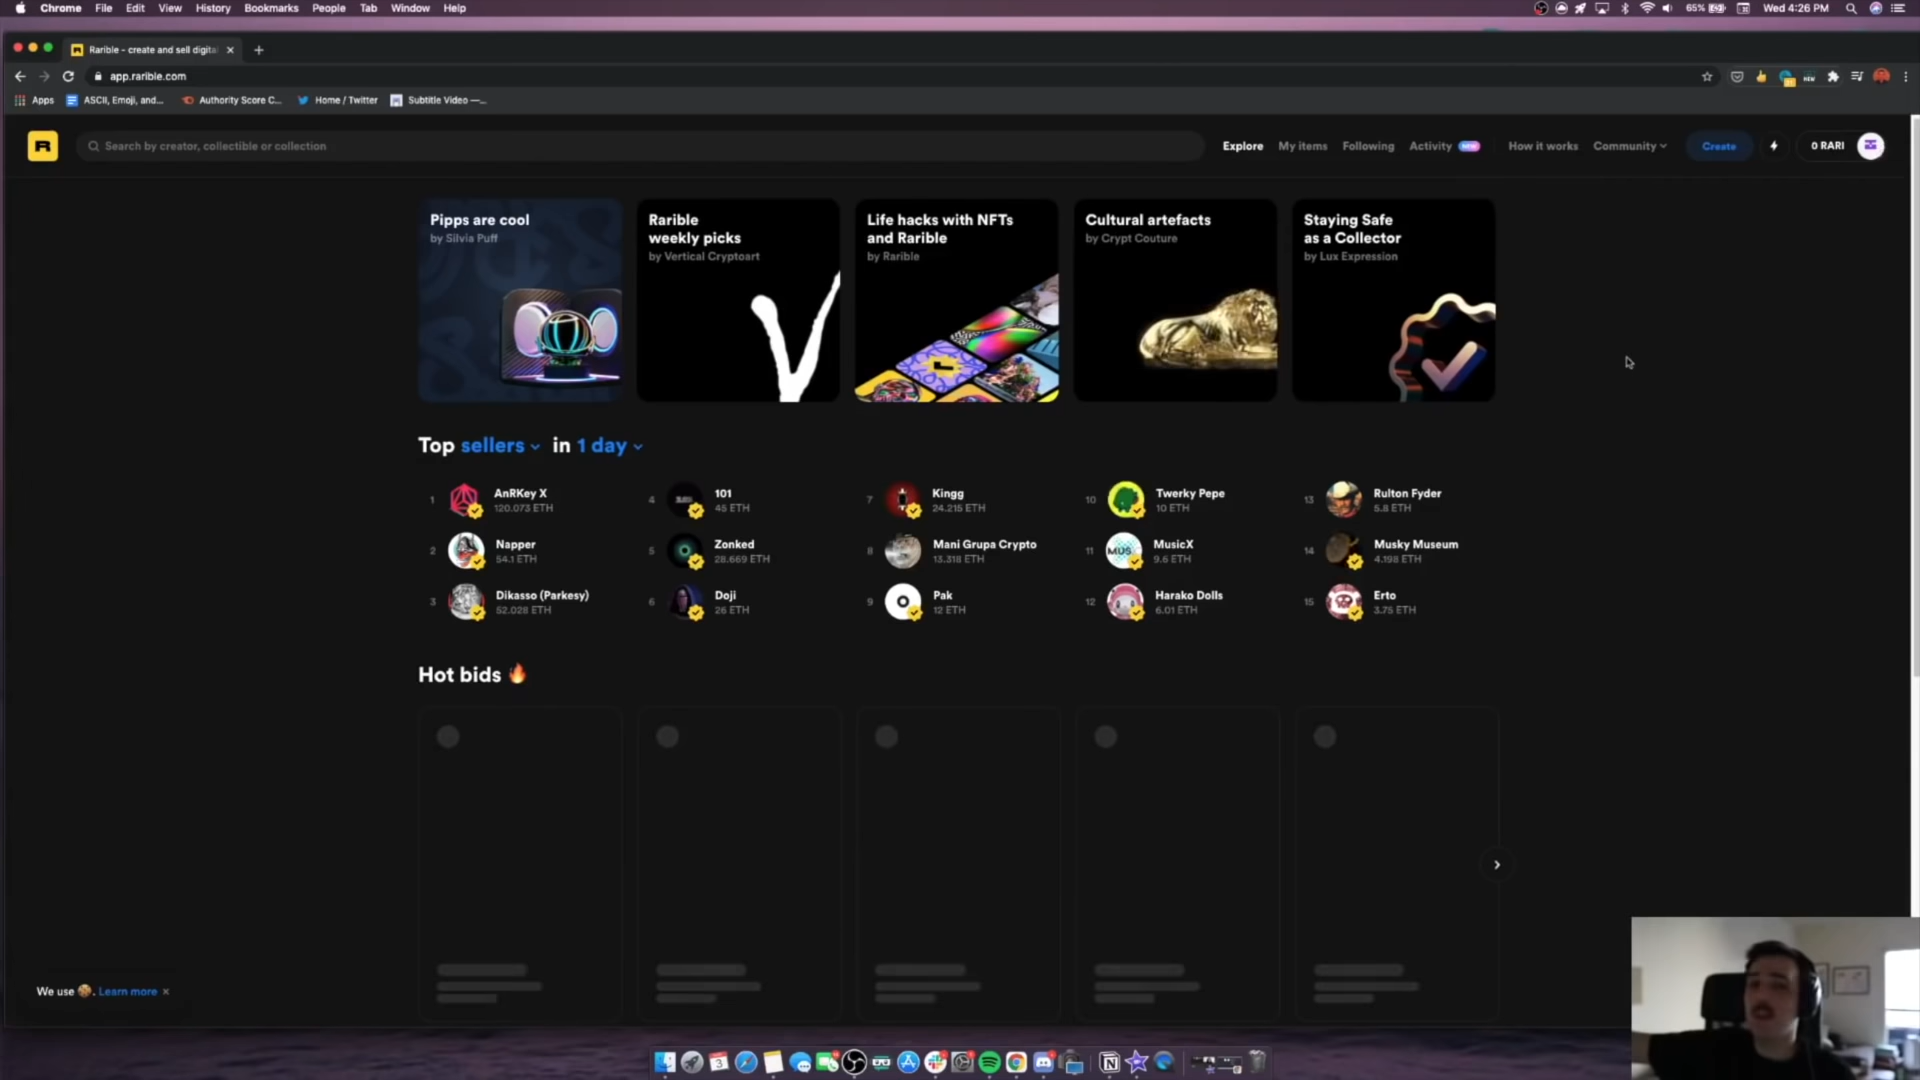 Chrome File Edit View History Bookmarks People Tab Window Help
65% Wed 4:26 PM
Rarible - create and sell digita
app.rarible.com
Apps ASCII, Emoji, and... Authority Score C... Home / Twitter Subtitle Video —...
R Search by creator, collectible or collection Explore My items Following Activity NEW How it works Community Create 0 RARI
Pipps are cool
by Silvia Puff
Rarible
weekly picks
by Vertical Cryptoart
Life hacks with NFTs
and Rarible
by Rarible
Cultural artefacts
by Crypt Couture
Staying Safe
as a Collector
by Lux Expression
Top sellers in 1 day
1 AnRKey X
120.073 ETH
2 Napper
54.1 ETH
3 Dikasso (Parkesy)
52.028 ETH
4 101
45 ETH
5 Zonked
28.669 ETH
6 Doji
26 ETH
7 Kingg
24.215 ETH
8 Mani Grupa Crypto
13.318 ETH
9 Pak
12 ETH
10 Twerky Pepe
10 ETH
11 MusicX
9.6 ETH
12 Harako Dolls
6.01 ETH
13 Rulton Fyder
5.8 ETH
14 Musky Museum
4.198 ETH
15 Erto
3.75 ETH
Hot bids 🔥
We use 🍪. Learn more ×